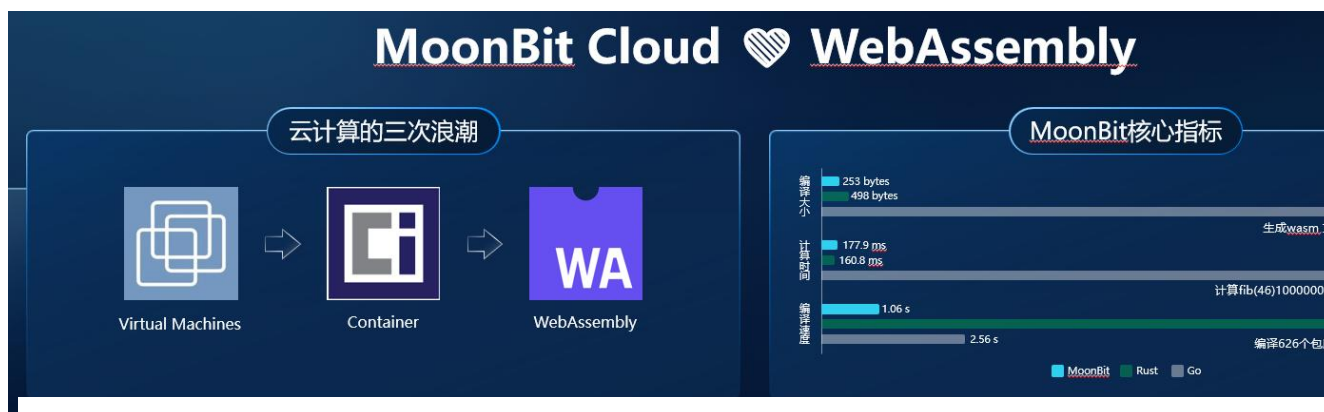 MoonBit Cloud 🤍 WebAssembly
云计算的三次浪潮
WA
Virtual Machines
Container
WebAssembly
MoonBit核心指标
编译大小
253 bytes
498 bytes
生成wasm
计算时间
177.9 ms
160.8 ms
计算fib(46)1000000
编译速度
1.06 s
2.56 s
编译626个包
MoonBit Rust Go